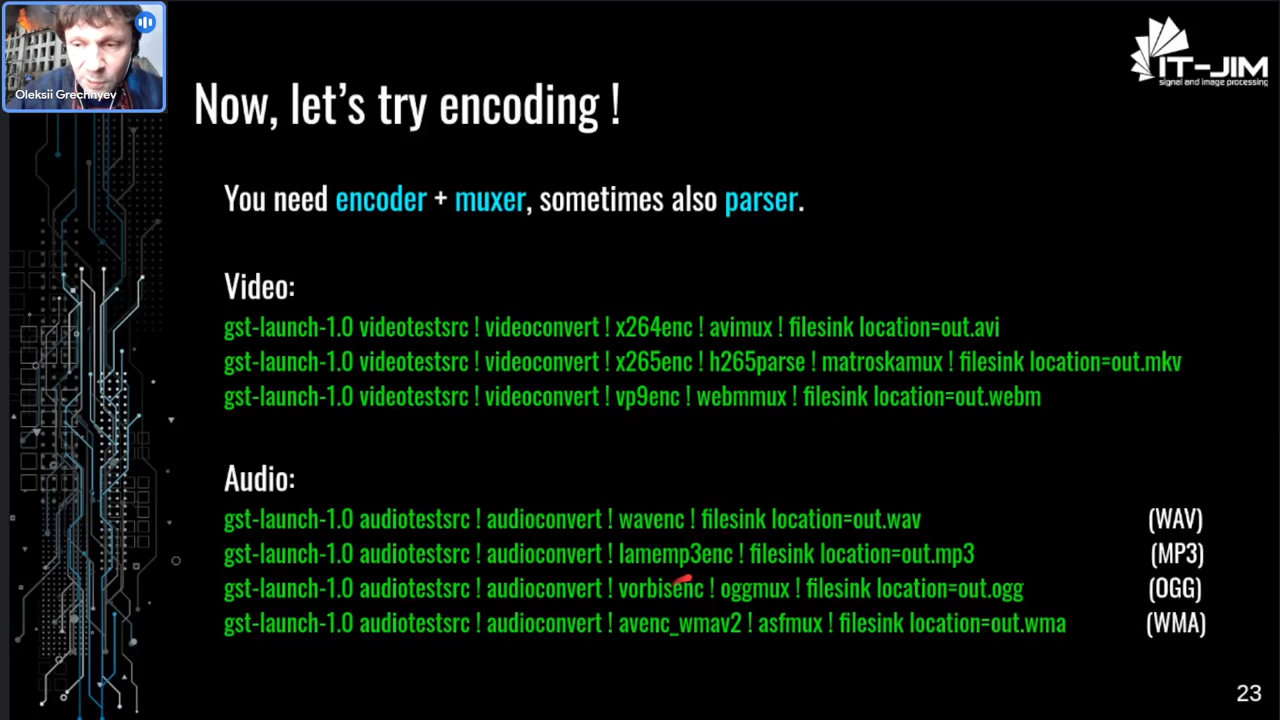 Oleksii Grechnyev
IT-JIM
signal and image processing
Now, let's try encoding !
You need encoder + muxer, sometimes also parser.
Video:
gst-launch-1.0 videotestsrc ! videoconvert ! x264enc ! avimux ! filesink location=out.avi
gst-launch-1.0 videotestsrc ! videoconvert ! x265enc ! h265parse ! matroskamux ! filesink location=out.mkv
gst-launch-1.0 videotestsrc ! videoconvert ! vp9enc ! webmmux ! filesink location=out.webm
Audio:
gst-launch-1.0 audiotestsrc ! audioconvert ! wavenc ! filesink location=out.wav (WAV)
gst-launch-1.0 audiotestsrc ! audioconvert ! lamemp3enc ! filesink location=out.mp3 (MP3)
gst-launch-1.0 audiotestsrc ! audioconvert ! vorbisenc ! oggmux ! filesink location=out.ogg (OGG)
gst-launch-1.0 audiotestsrc ! audioconvert ! avenc_wmav2 ! asfmux ! filesink location=out.wma (WMA)
23